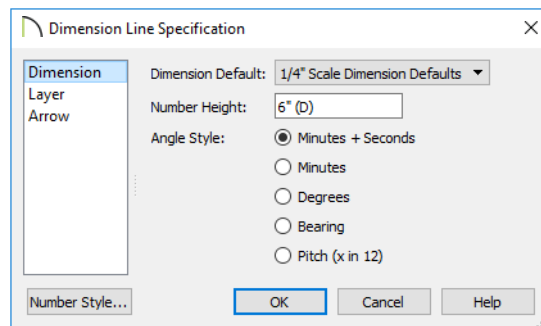 Dimension Line Specification
Dimension
Layer
Arrow
Dimension Default: 1/4" Scale Dimension Defaults
Number Height: 6" (D)
Angle Style: Minutes + Seconds
Minutes
Degrees
Bearing
Pitch (x in 12)
Number Style... OK Cancel Help